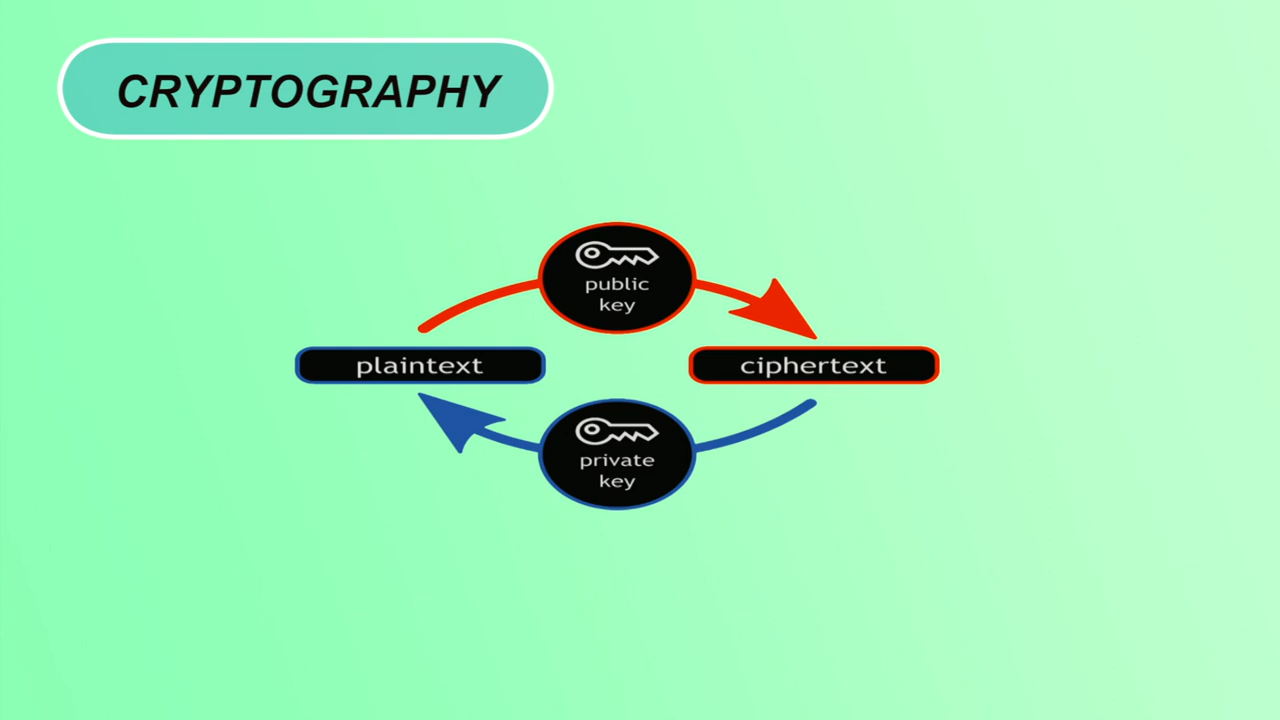 CRYPTOGRAPHY
public
key
plaintext
ciphertext
private
key